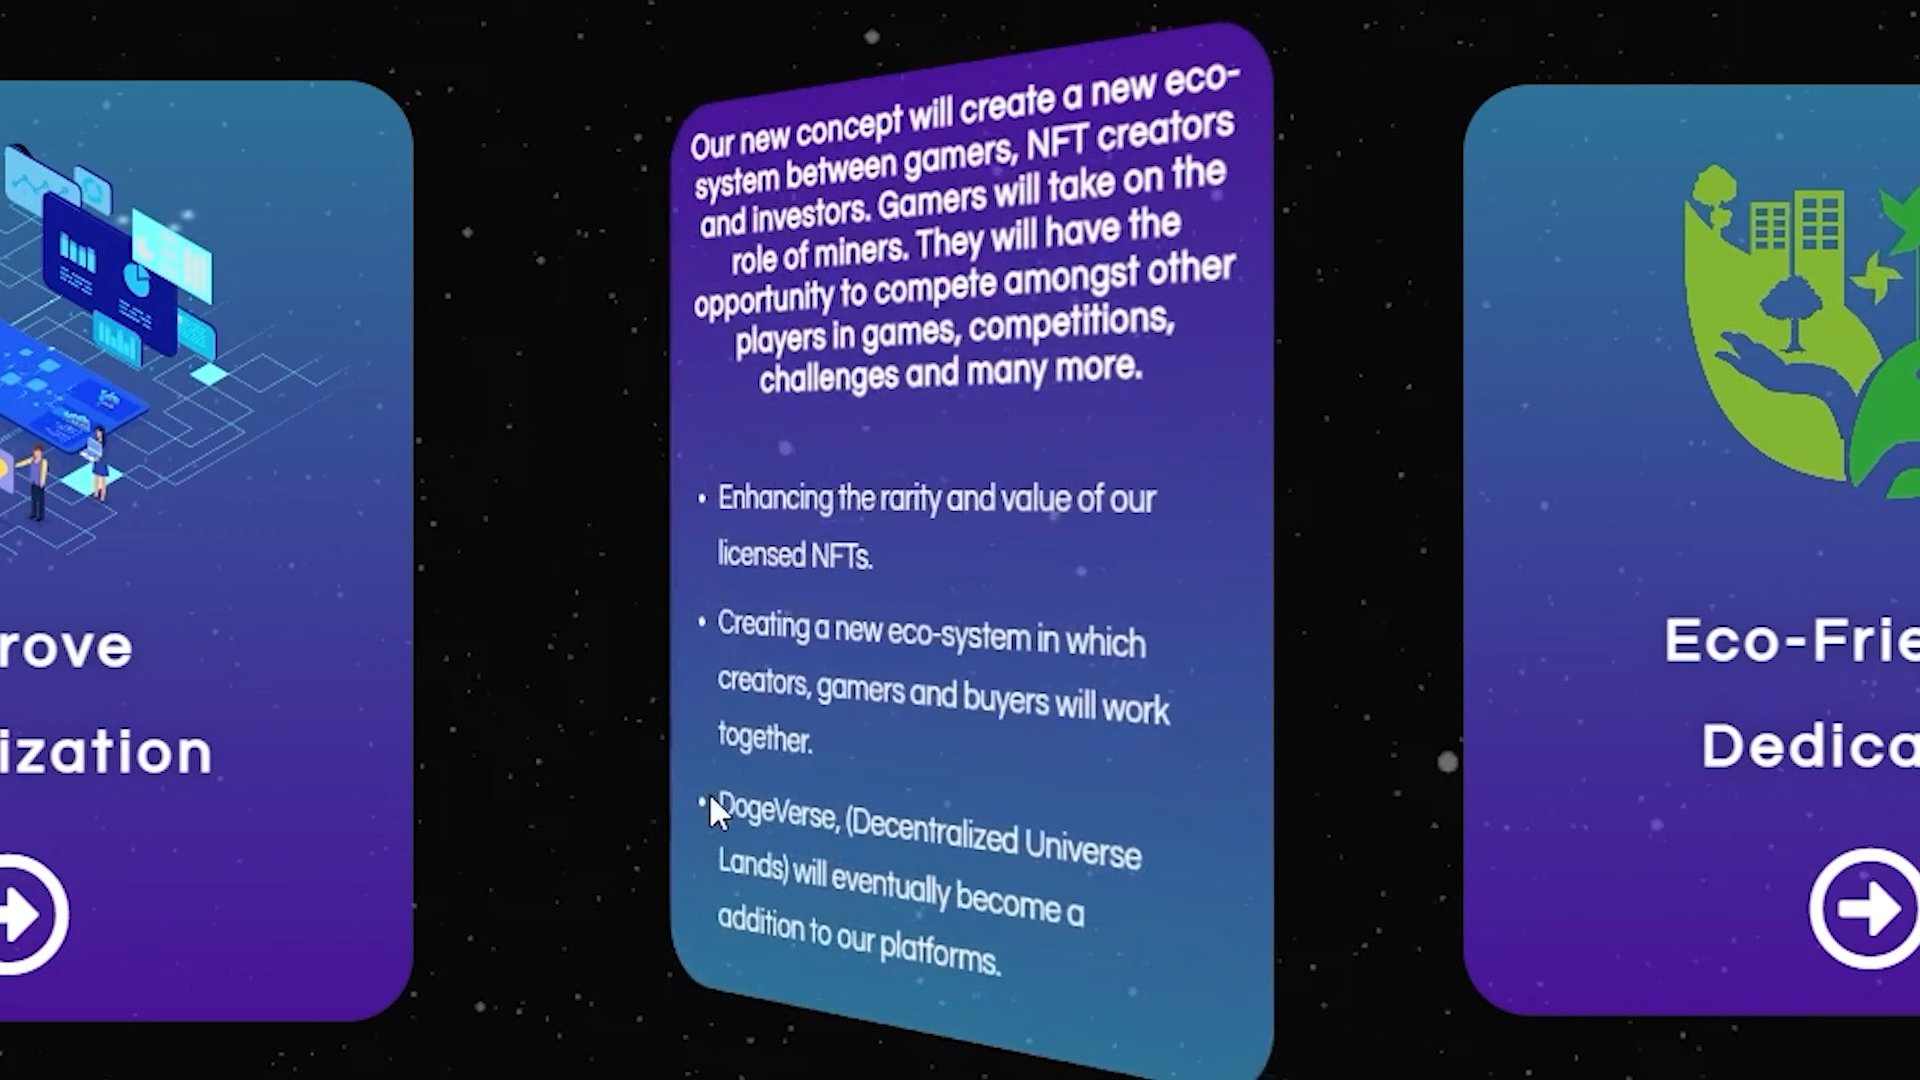 rove
ization
Our new concept will create a new eco-
system between gamers, NFT creators
and investors. Gamers will take on the
role of miners. They will have the
opportunity to compete amongst other
players in games, competitions,
challenges and many more.
• Enhancing the rarity and value of our
licensed NFTs.
• Creating a new eco-system in which
creators, gamers and buyers will work
together.
• DogeVerse, (Decentralized Universe
Lands) will eventually become a
addition to our platforms.
Eco-Frie
Dedica